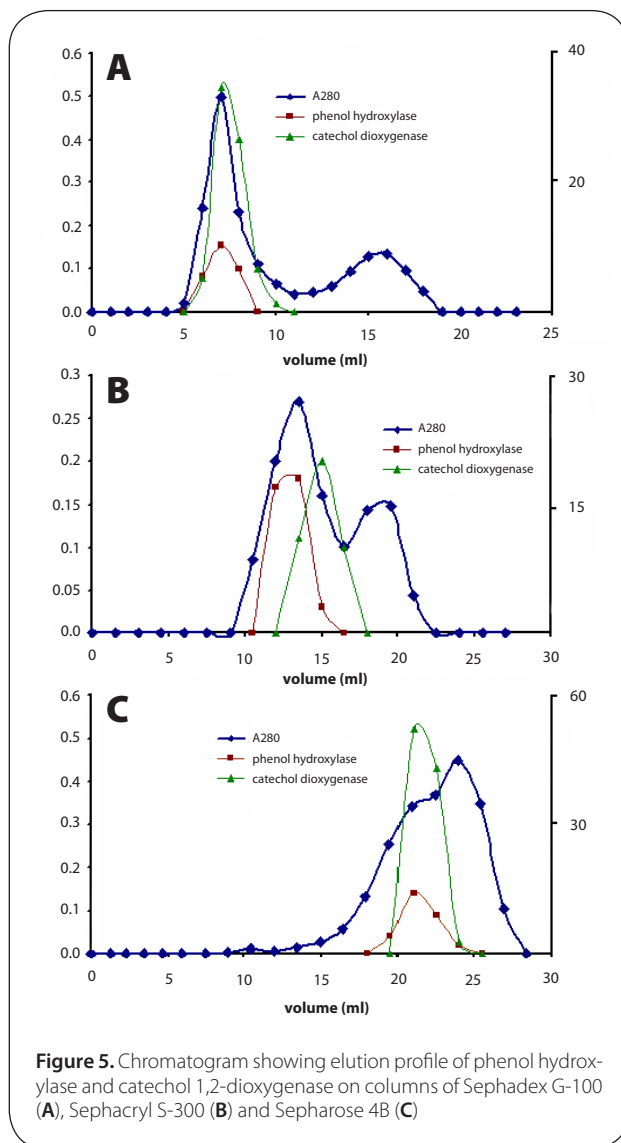 A
0.6
0.5
0.4
0.3
0.2
0.1
0.0
40
20
A280
phenol hydroxylase
catechol dioxygenase
0 5 10 15 20 25
volume (ml)
B
0.3
0.25
0.2
0.15
0.1
0.05
0.0
30
15
A280
phenol hydroxylase
catechol dioxygenase
0 5 10 15 20 25 30
volume (ml)
C
0.6
0.5
0.4
0.3
0.2
0.1
0.0
60
30
A280
phenol hydroxylase
catechol dioxygenase
0 5 10 15 20 25 30
volume (ml)
Figure 5. Chromatogram showing elution profile of phenol hydrox-
ylase and catechol 1,2-dioxygenase on columns of Sephadex G-100
(A), Sephacryl S-300 (B) and Sepharose 4B (C)